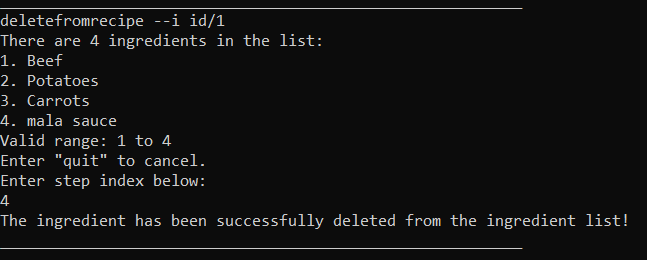 deletefromrecipe --i id/1
There are 4 ingredients in the list:
1. Beef
2. Potatoes
3. Carrots
4. mala sauce
Valid range: 1 to 4
Enter "quit" to cancel.
Enter step index below:
4
The ingredient has been successfully deleted from the ingredient list!